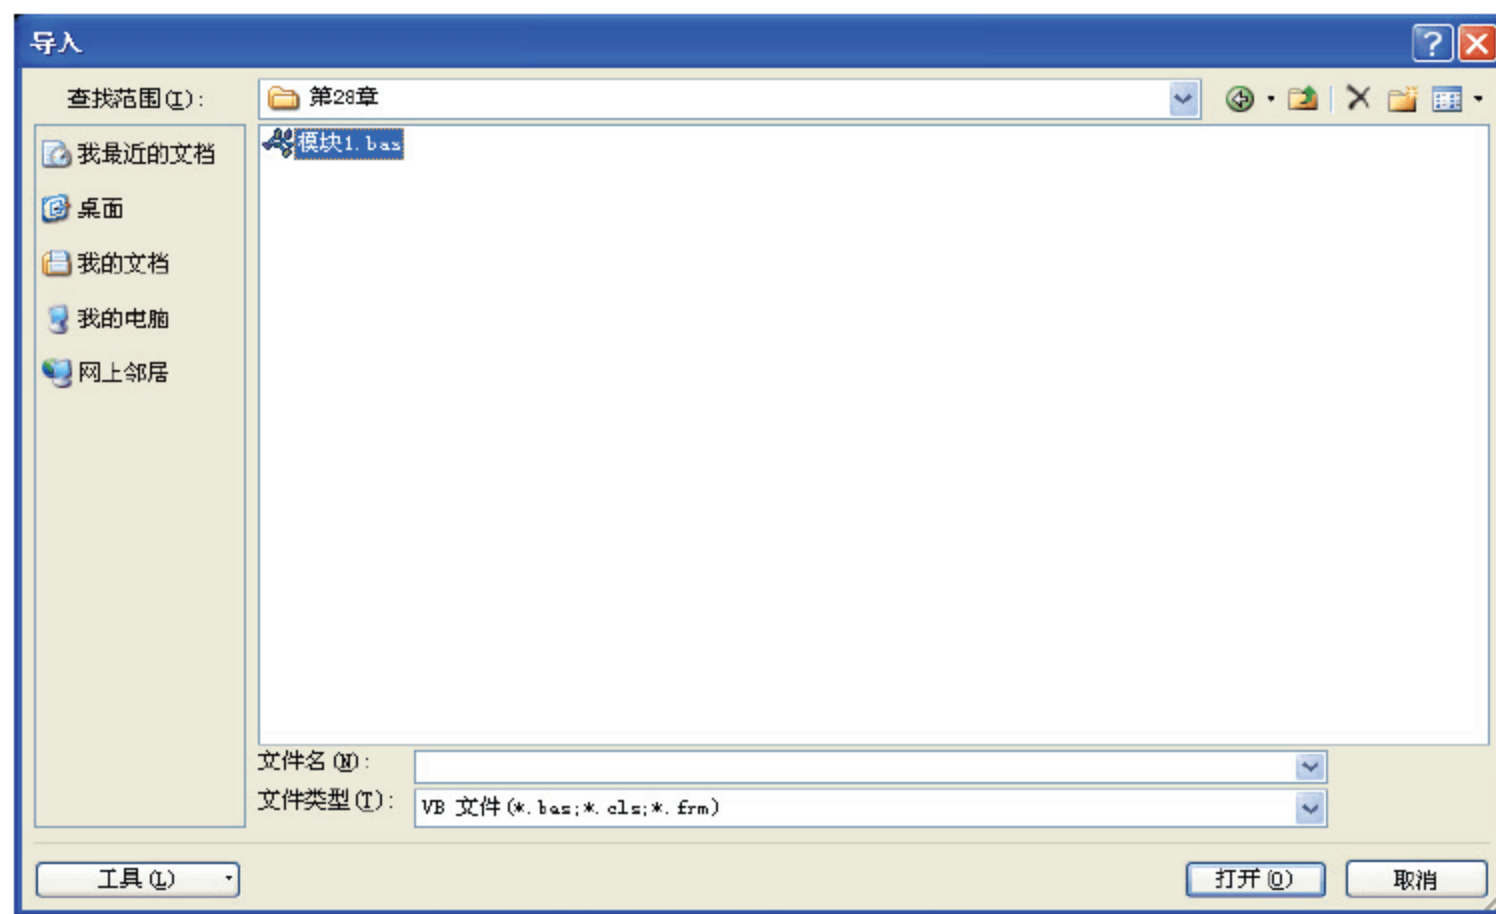 导入
查找范围(I):
第28章
我最近的文档
桌面
我的文档
我的电脑
网上邻居
模块1.bas
文件名(N):
文件类型(T):
VB 文件(*.bas;*.cls;*.frm)
工具(L)
打开(O)
取消